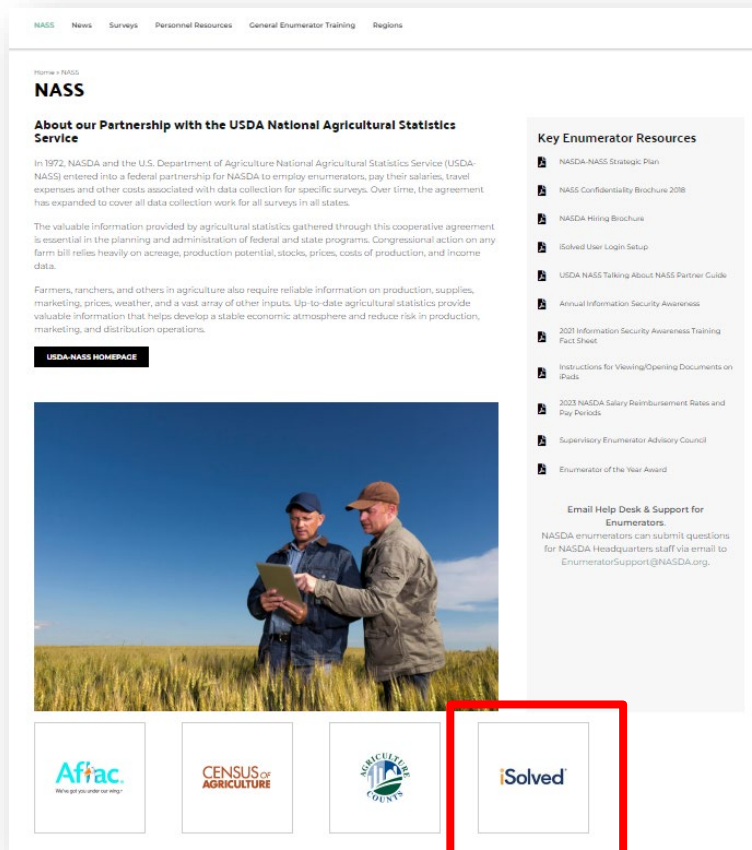 NASS News Surveys Personnel Resources General Enumerator Training Regions
Home » NASS
NASS
About our Partnership with the USDA National Agricultural Statistics
Service
In 1972, NASDA and the U.S. Department of Agriculture National Agricultural Statistics Service (USDA-
NASS) entered into a federal partnership for NASDA to employ enumerators, pay their salaries, travel
expenses and other costs associated with data collection for specific surveys. Over time, the agreement
has expanded to cover all data collection work for all surveys in all states.
The valuable information provided by agricultural statistics gathered through this cooperative agreement
is essential in the planning and administration of federal and state programs. Congressional action on any
farm bill relies heavily on acreage, production potential, stocks, prices, costs of production, and income
data.
Farmers, ranchers, and others in agriculture also require reliable information on production, supplies,
marketing, prices, weather, and a vast array of other inputs. Up-to-date agricultural statistics provide
valuable information that helps develop a stable economic atmosphere and reduce risk in production,
marketing, and distribution operations.
USDA-NASS HOMEPAGE
Key Enumerator Resources
NASDA-NASS Strategic Plan
NASS Confidentiality Brochure 2018
NASDA Hiring Brochure
iSolved User Login Setup
USDA NASS Talking About NASS Partner Guide
Annual Information Security Awareness
2021 Information Security Awareness Training
Fact Sheet
Instructions for Viewing/Opening Documents on
iPads
2023 NASDA Salary Reimbursement Rates and
Pay Periods
Supervisory Enumerator Advisory Council
Enumerator of the Year Award
Email Help Desk & Support for
Enumerators.
NASDA enumerators can submit questions
for NASDA Headquarters staff via email to
EnumeratorSupport@NASDA.org.
Aflac
We've got you under our wing.
CENSUS OF
AGRICULTURE
AGRICULTURE
COUNTS
iSolved